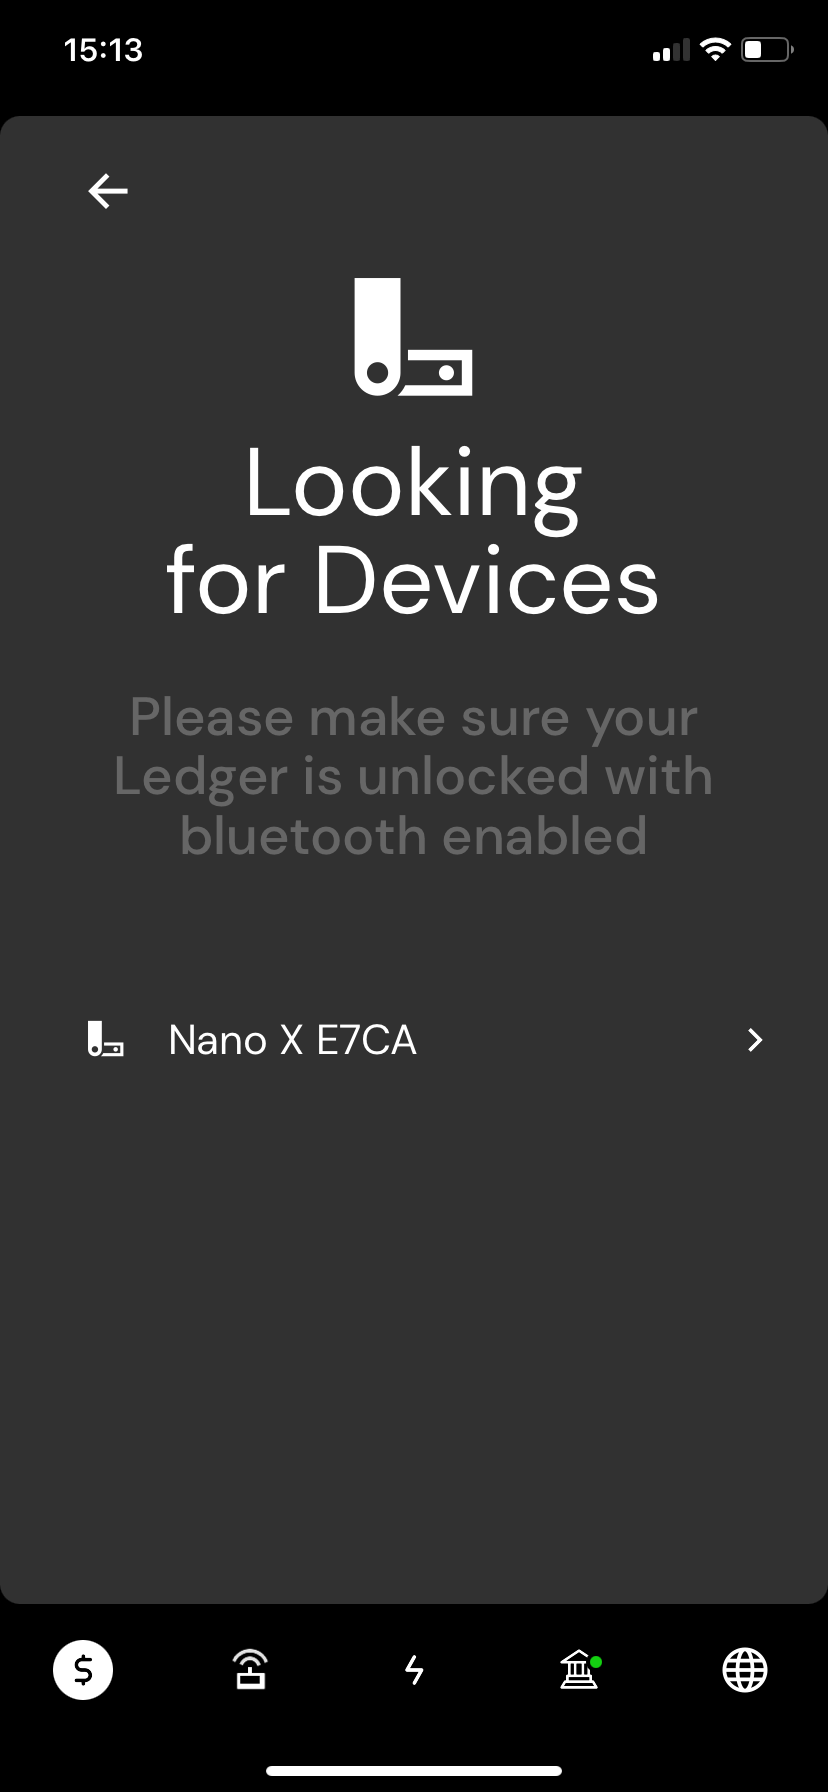 15:13
Looking
for Devices
Please make sure your
Ledger is unlocked with
bluetooth enabled
Nano X E7CA
$